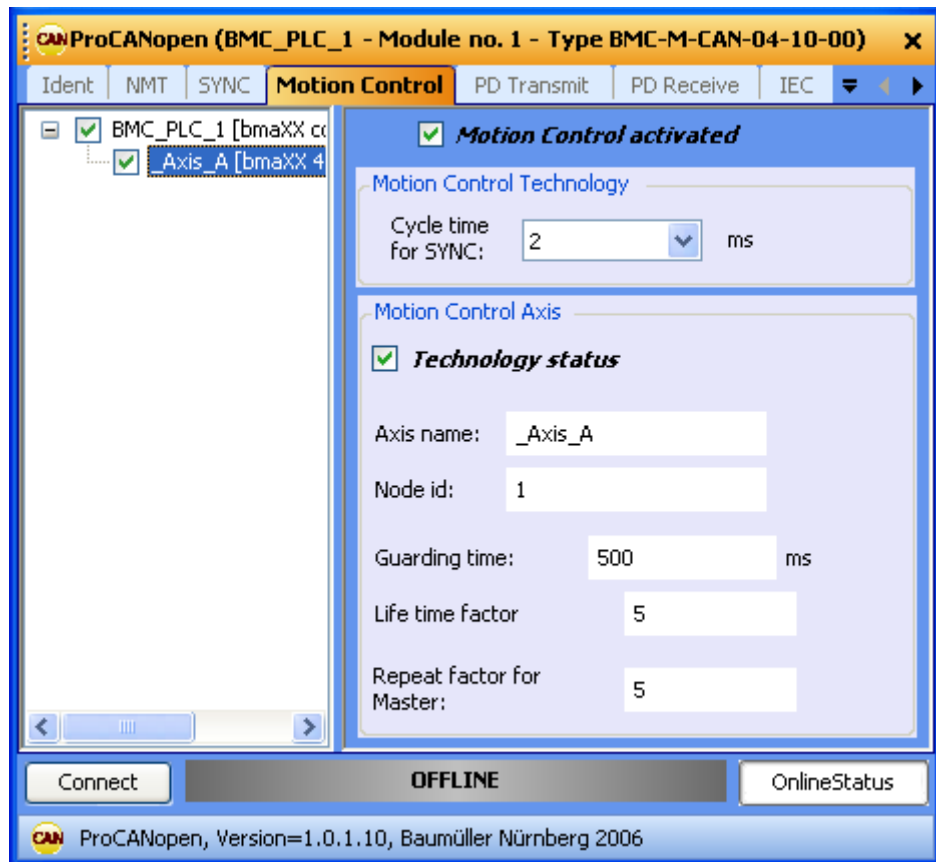 CAN ProCANopen (BMC_PLC_1 - Module no. 1 - Type BMC-M-CAN-04-10-00)
Ident NMT SYNC Motion Control PD Transmit PD Receive IEC
BMC_PLC_1 [bmaXX co
_Axis_A [bmaXX 4
Motion Control activated
Motion Control Technology
Cycle time
for SYNC:
2 ms
Motion Control Axis
Technology status
Axis name: _Axis_A
Node id: 1
Guarding time: 500 ms
Life time factor 5
Repeat factor for
Master:
5
Connect OFFLINE OnlineStatus
CAN ProCANopen, Version=1.0.1.10, Baumüller Nürnberg 2006